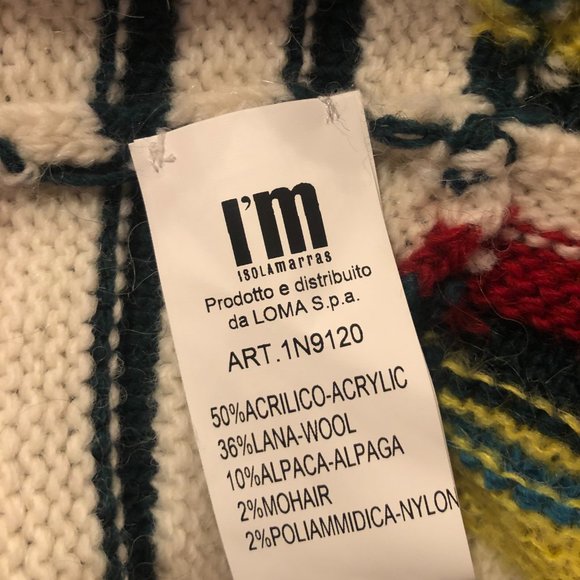 I'm
ISOLAmarras
Prodotto e distribuito
da LOMA S.p.a.
ART.1N9120
50%ACRILICO-ACRYLIC
36%LANA-WOOL
10%ALPACA-ALPAGA
2%MOHAIR
2%POLIAMMIDICA-NYLON